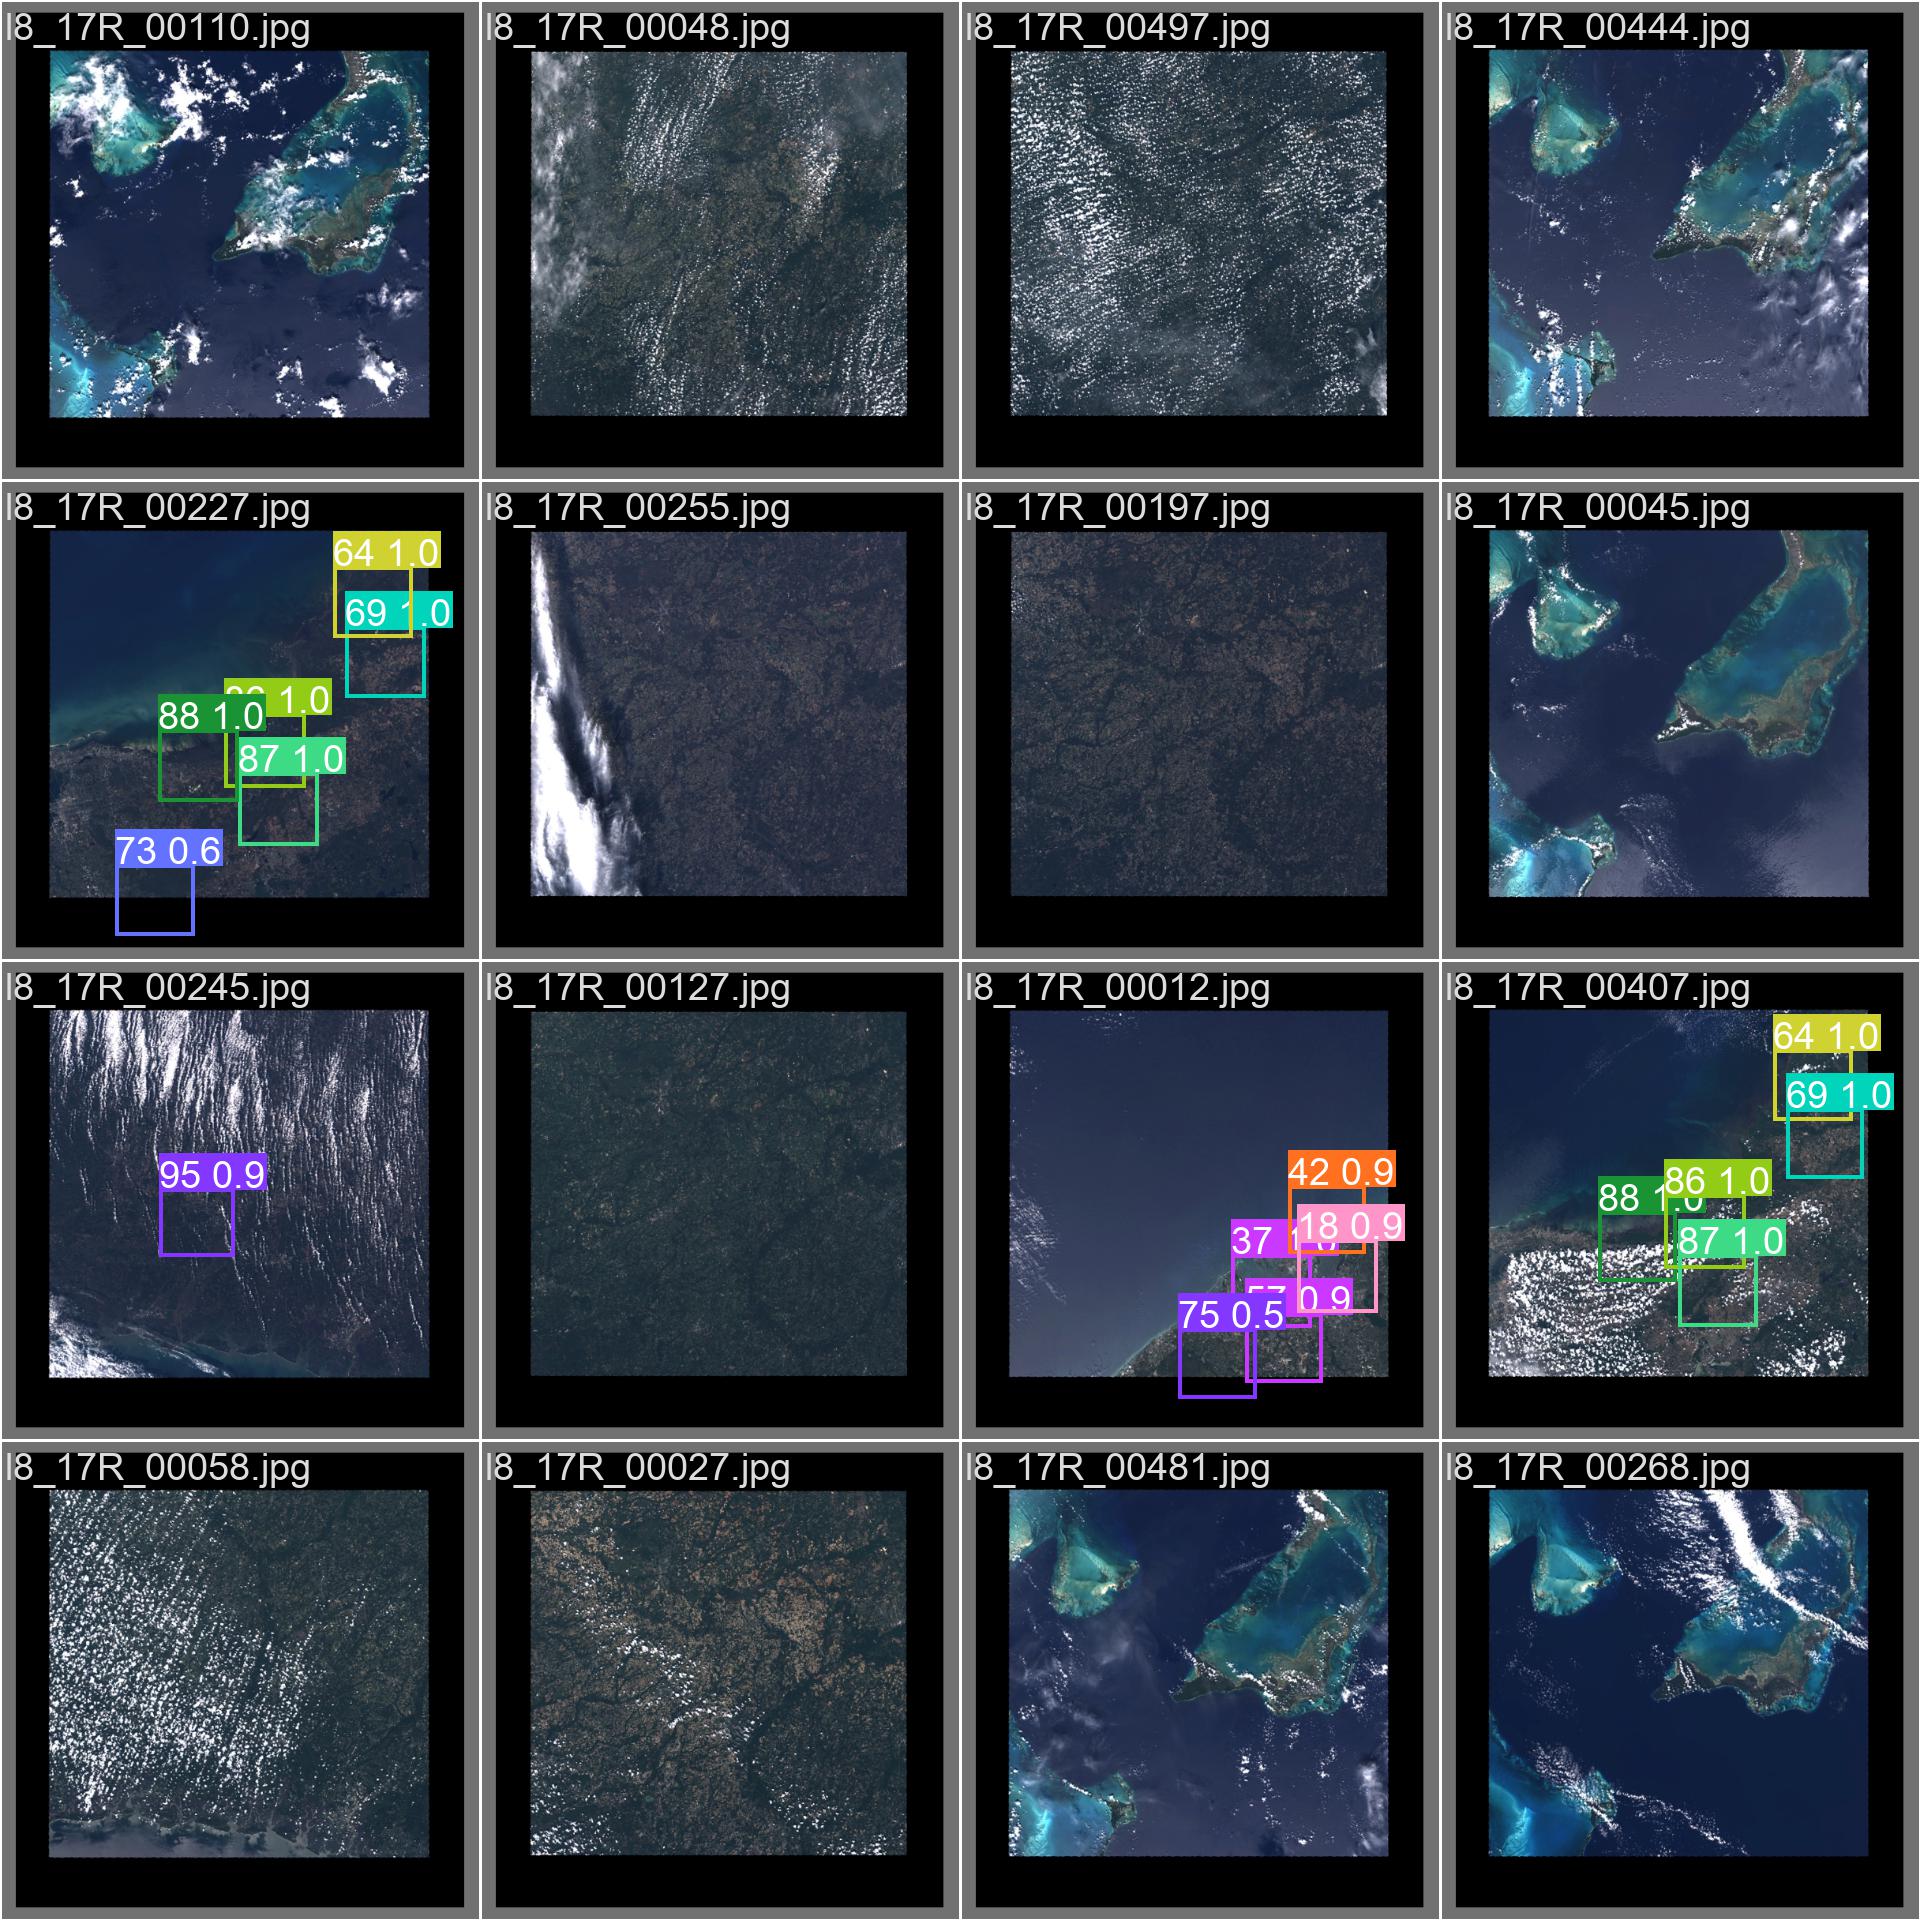 l8_17R_00110.jpg
l8_17R_00048.jpg
l8_17R_00497.jpg
l8_17R_00444.jpg
l8_17R_00227.jpg
64 1.0
69 1.0
1.0
88 1.0
87 1.0
73 0.6
l8_17R_00255.jpg
l8_17R_00197.jpg
l8_17R_00045.jpg
l8_17R_00245.jpg
95 0.9
l8_17R_00127.jpg
l8_17R_00012.jpg
42 0.9
18 0.9
37
0.9
75 0.5
l8_17R_00407.jpg
64 1.0
69 1.0
86 1.0
88 1.0
87 1.0
l8_17R_00058.jpg
l8_17R_00027.jpg
l8_17R_00481.jpg
l8_17R_00268.jpg